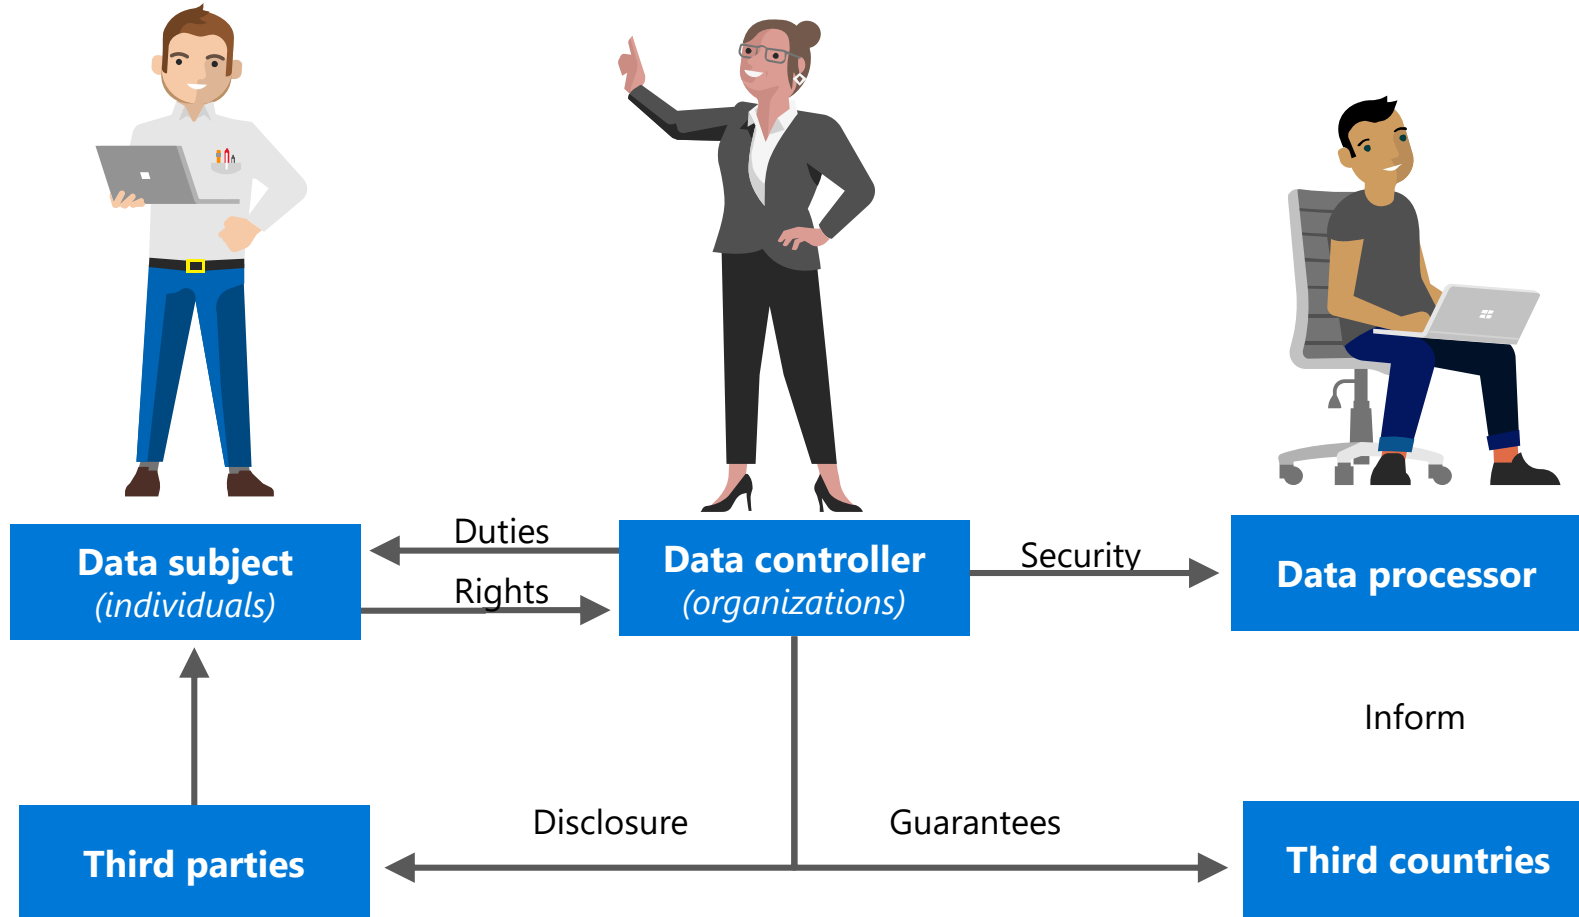 Duties
Data subject
(individuals)
Rights
Data controller
(organizations)
Security
Data processor
Inform
Disclosure
Guarantees
Third parties
Third countries